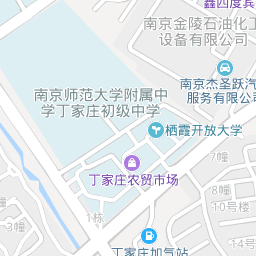 鑫四度宾
南京金陵石油化工
设备有限公司
南京杰圣跃汽
服务有限公司
南京师范大学附属中
学丁家庄初级中学
栖霞开放大学
7幢
丁家庄农贸市场
8幢
10号楼
1栋
14号
丁家庄加气站